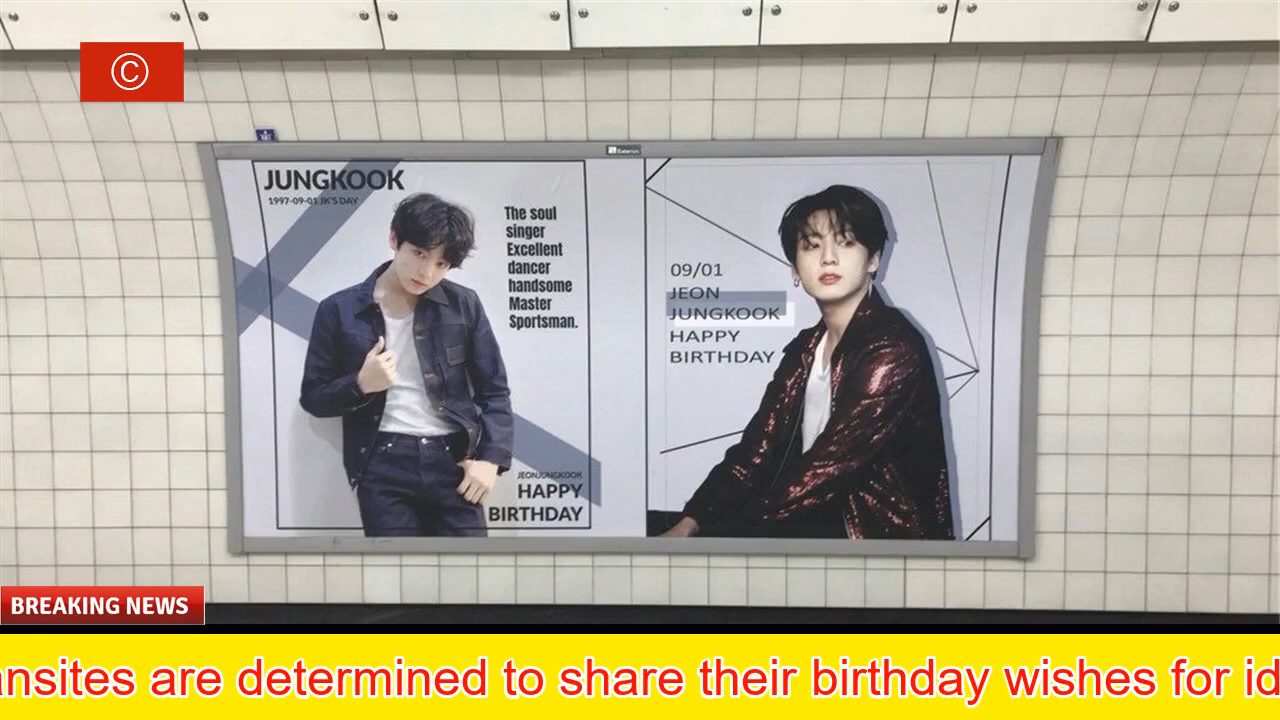 ©
JUNGKOOK
1997-09-01 JK'S DAY
The soul
singer
Excellent
dancer
handsome
Master
Sportsman.
JEONJUNGKOOK
HAPPY
BIRTHDAY
09/01
JEON
JUNGKOOK
HAPPY
BIRTHDAY
BREAKING NEWS
ansites are determined to share their birthday wishes for id